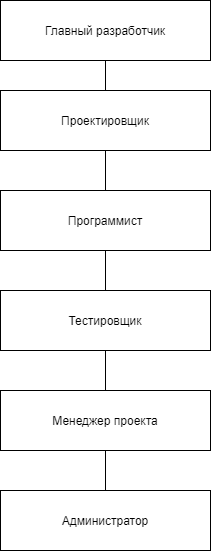 Главный разработчик
Проектировщик
Программист
Тестировщик
Менеджер проекта
Администратор